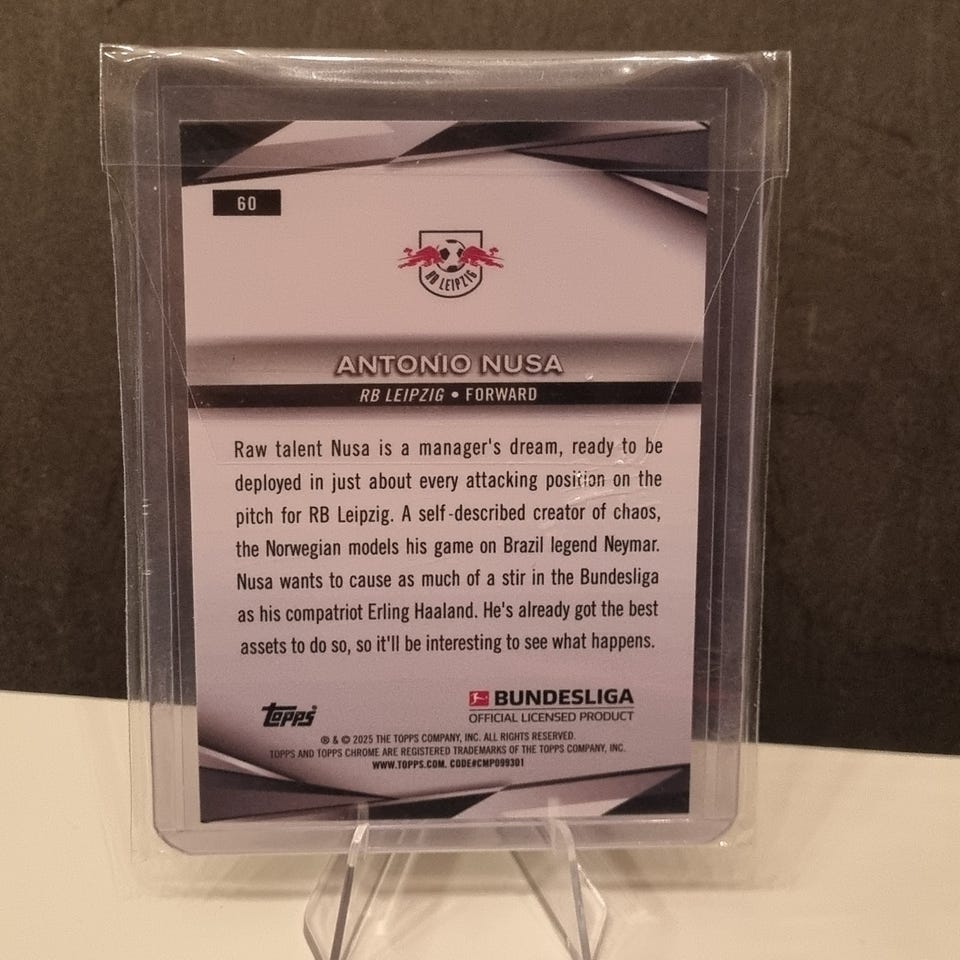 60
RB LEIPZIG
ANTONIO NUSA
RB LEIPZIG • FORWARD
Raw talent Nusa is a manager's dream, ready to be
deployed in just about every attacking position on the
pitch for RB Leipzig. A self-described creator of chaos,
the Norwegian models his game on Brazil legend Neymar.
Nusa wants to cause as much of a stir in the Bundesliga
as his compatriot Erling Haaland. He's already got the best
assets to do so, so it'll be interesting to see what happens.
topps
BUNDESLIGA
OFFICIAL LICENSED PRODUCT
® & © 2025 THE TOPPS COMPANY, INC. ALL RIGHTS RESERVED.
TOPPS AND TOPPS CHROME ARE REGISTERED TRADEMARKS OF THE TOPPS COMPANY, INC.
WWW.TOPPS.COM. CODE#CMP099301